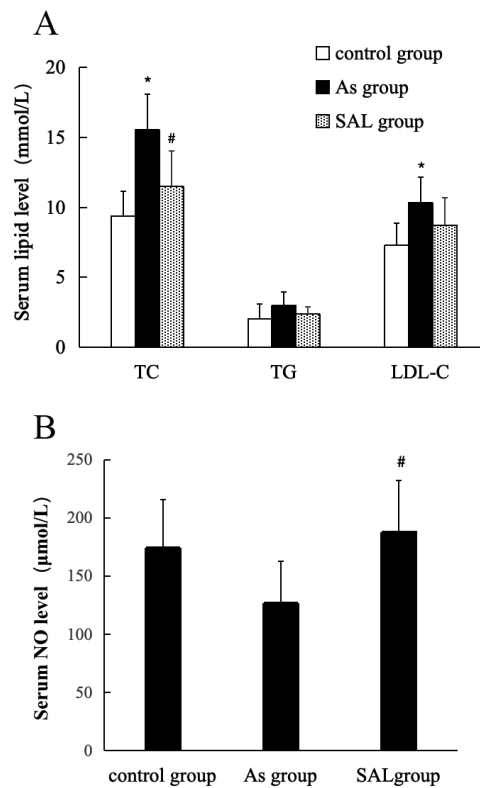 A
control group
As group
SAL group
Serum lipid level (mmol/L)
20
15
10
5
0
*
#
*
TC TG LDL-C
B
Serum NO level (μmol/L)
250
200
150
100
50
0
#
control group As group SALgroup